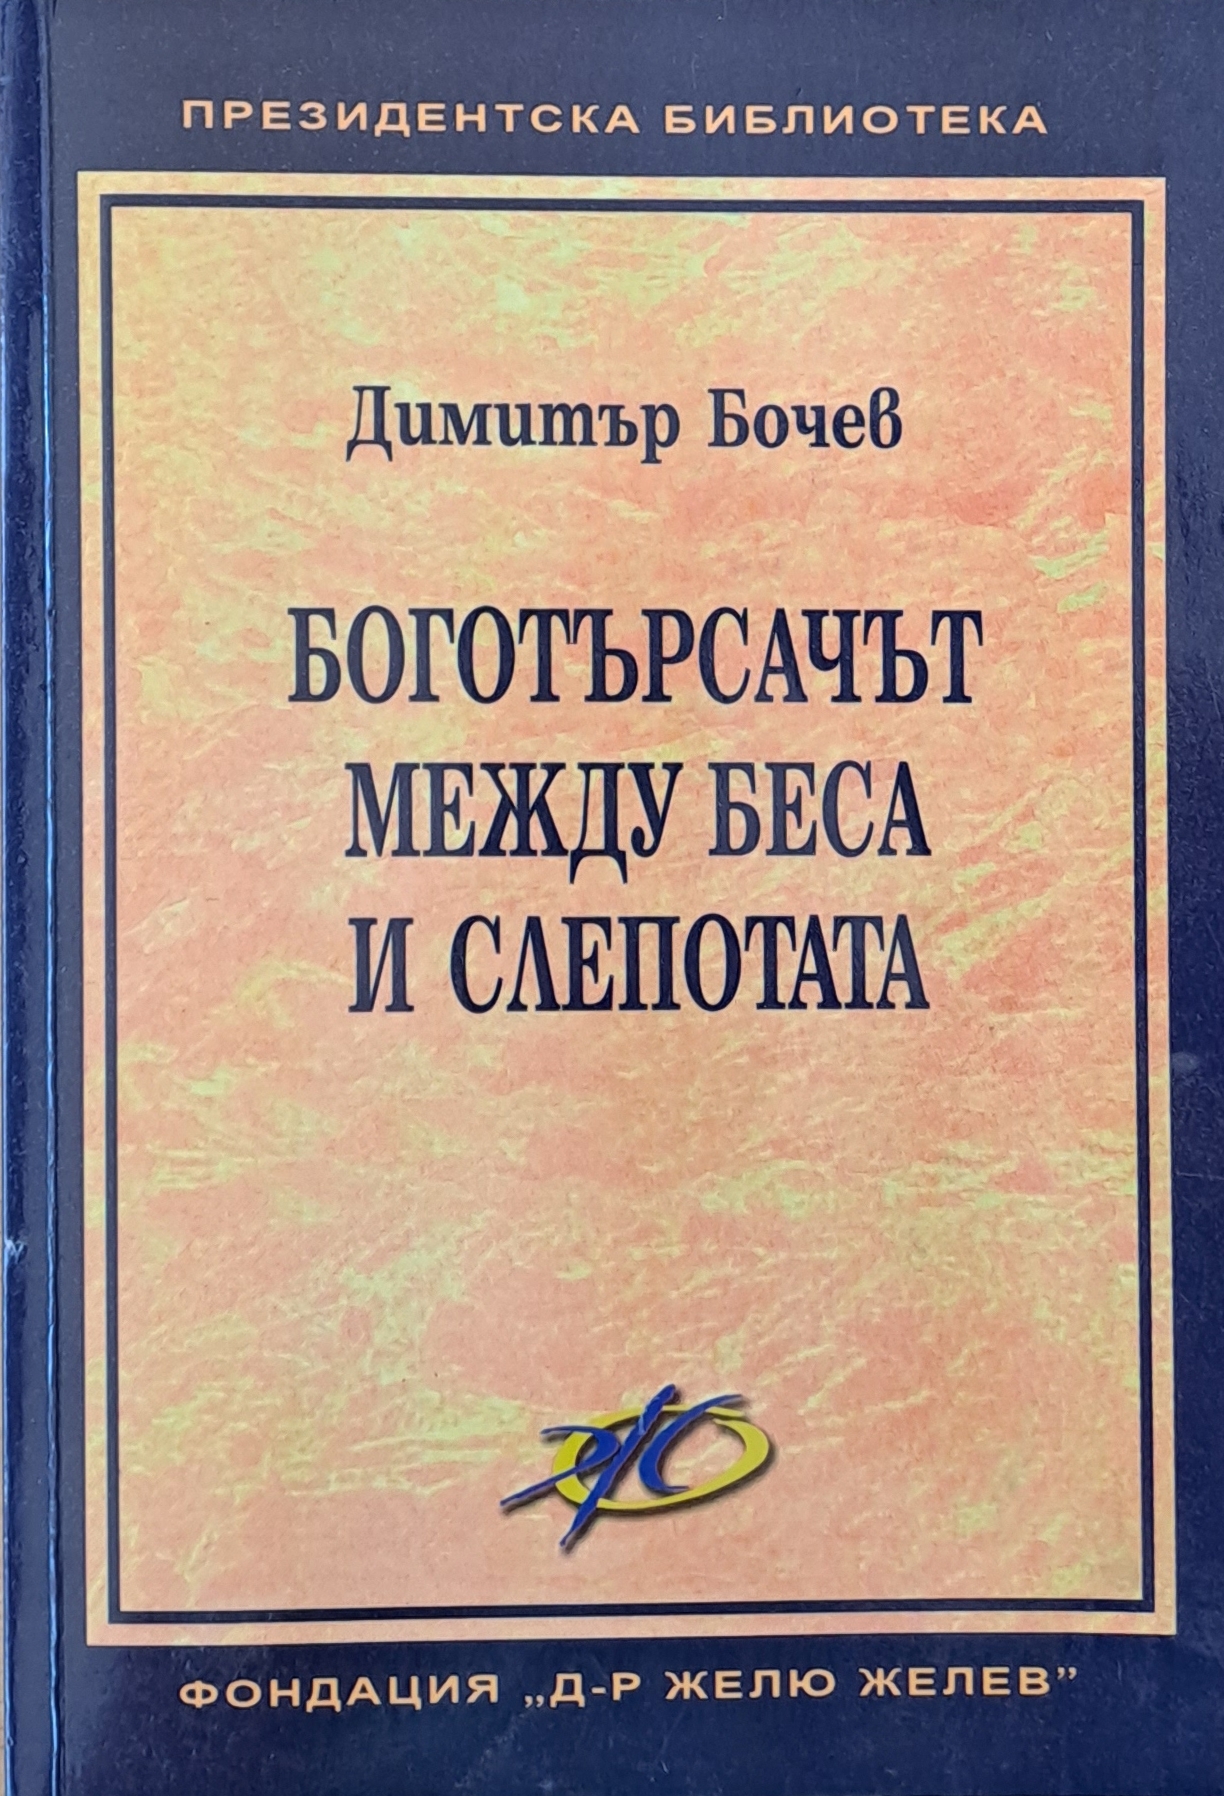 ПРЕЗИДЕНТСКА БИБЛИОТЕКА
Димитър Бочев
БОГОТЪРСАЧЪТ
МЕЖДУ БЕСА
И СЛЕПОТАТА
ФОНДАЦИЯ „Д-Р ЖЕЛЮ ЖЕЛЕВ”